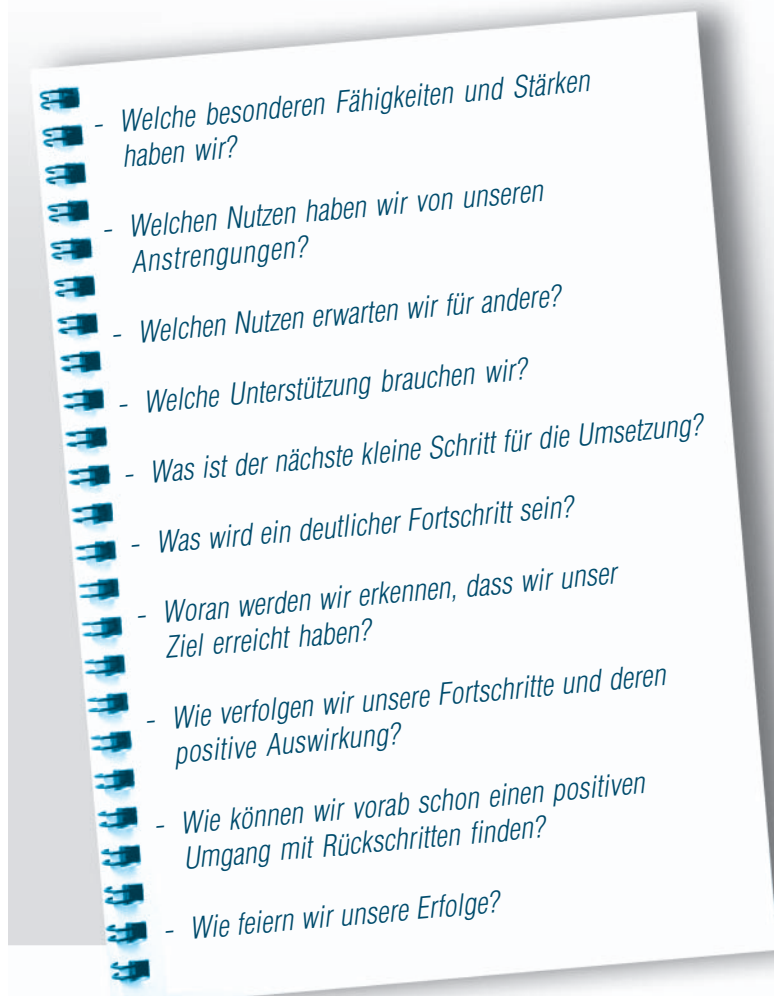 - Welche besonderen Fähigkeiten und Stärken
haben wir?
- Welchen Nutzen haben wir von unseren
Anstrengungen?
- Welchen Nutzen erwarten wir für andere?
- Welche Unterstützung brauchen wir?
- Was ist der nächste kleine Schritt für die Umsetzung?
- Was wird ein deutlicher Fortschritt sein?
- Woran werden wir erkennen, dass wir unser
Ziel erreicht haben?
- Wie verfolgen wir unsere Fortschritte und deren
positive Auswirkung?
- Wie können wir vorab schon einen positiven
Umgang mit Rückschritten finden?
- Wie feiern wir unsere Erfolge?